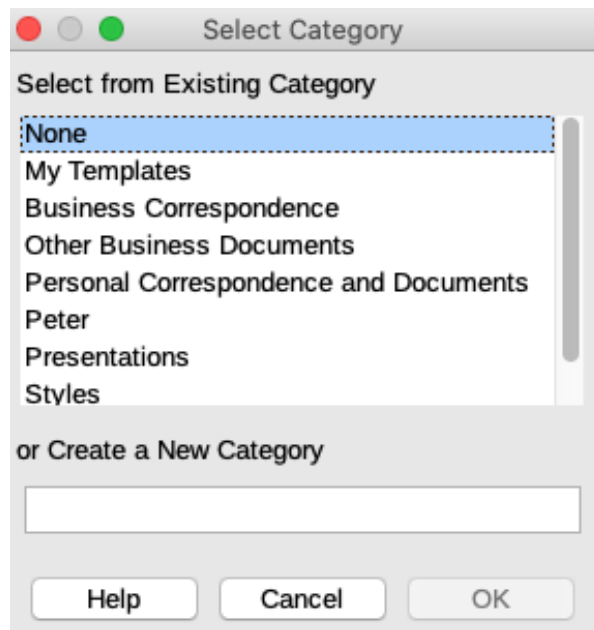 Select Category
Select from Existing Category
None
My Templates
Business Correspondence
Other Business Documents
Personal Correspondence and Documents
Peter
Presentations
Styles
or Create a New Category
Help
Cancel
OK